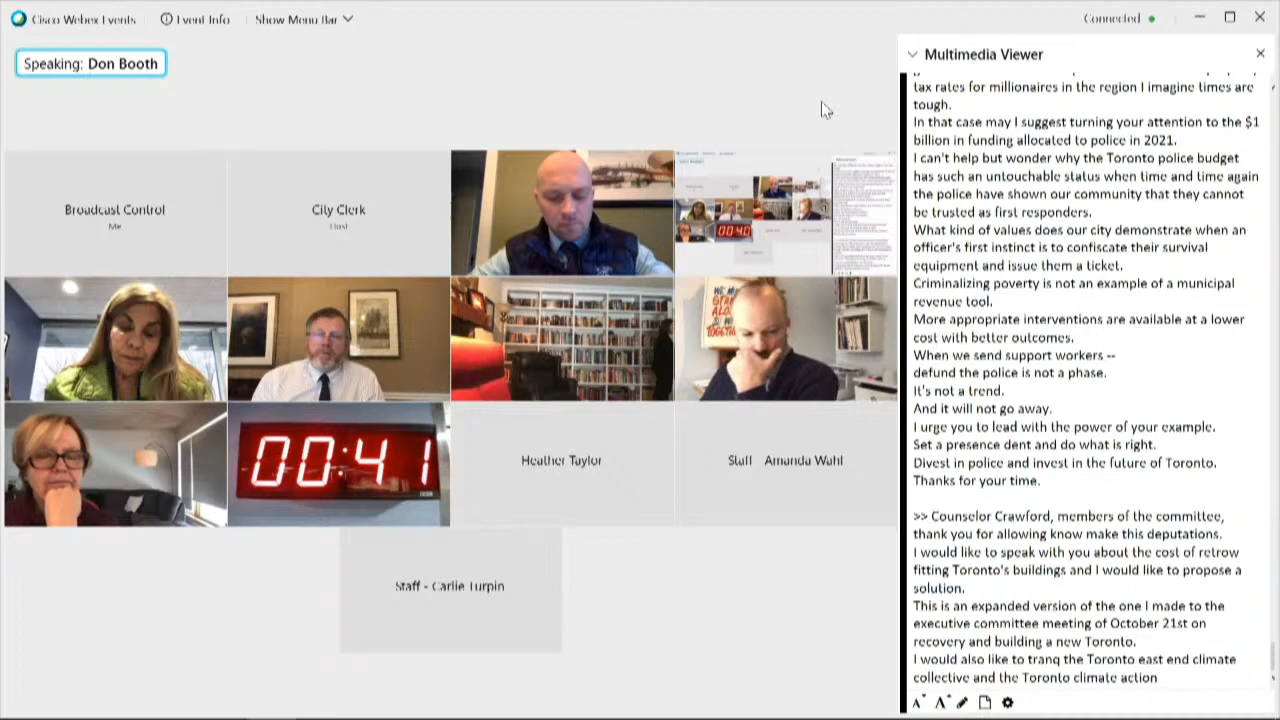 Cisco Webex Events
Event Info
Show Menu Bar
Connected
Speaking: Don Booth
Multimedia Viewer
tax rates for millionaires in the region I imagine times are
tough.
In that case may I suggest turning your attention to the $1
billion in funding allocated to police in 2021.
I can't help but wonder why the Toronto police budget
has such an untouchable status when time and time again
the police have shown our community that they cannot
be trusted as first responders.
What kind of values does our city demonstrate when an
officer's first instinct is to confiscate their survival
equipment and issue them a ticket.
Criminalizing poverty is not an example of a municipal
revenue tool.
More appropriate interventions are available at a lower
cost with better outcomes.
When we send support workers --
defund the police is not a phase.
It's not a trend.
And it will not go away.
I urge you to lead with the power of your example.
Set a presence dent and do what is right.
Divest in police and invest in the future of Toronto.
Thanks for your time.
>> Counselor Crawford, members of the committee,
thank you for allowing know make this deputations.
I would like to speak with you about the cost of retrow
fitting Toronto's buildings and I would like to propose a
solution.
This is an expanded version of the one I made to the
executive committee meeting of October 21st on
recovery and building a new Toronto.
I would also like to tranq the Toronto east end climate
collective and the Toronto climate action
Broadcast
Me
City Clerk
Host
00:40
TOGETHER
00:41
Heather Taylor
Staff Amanda Wahl
Staff - Carlie Turpin